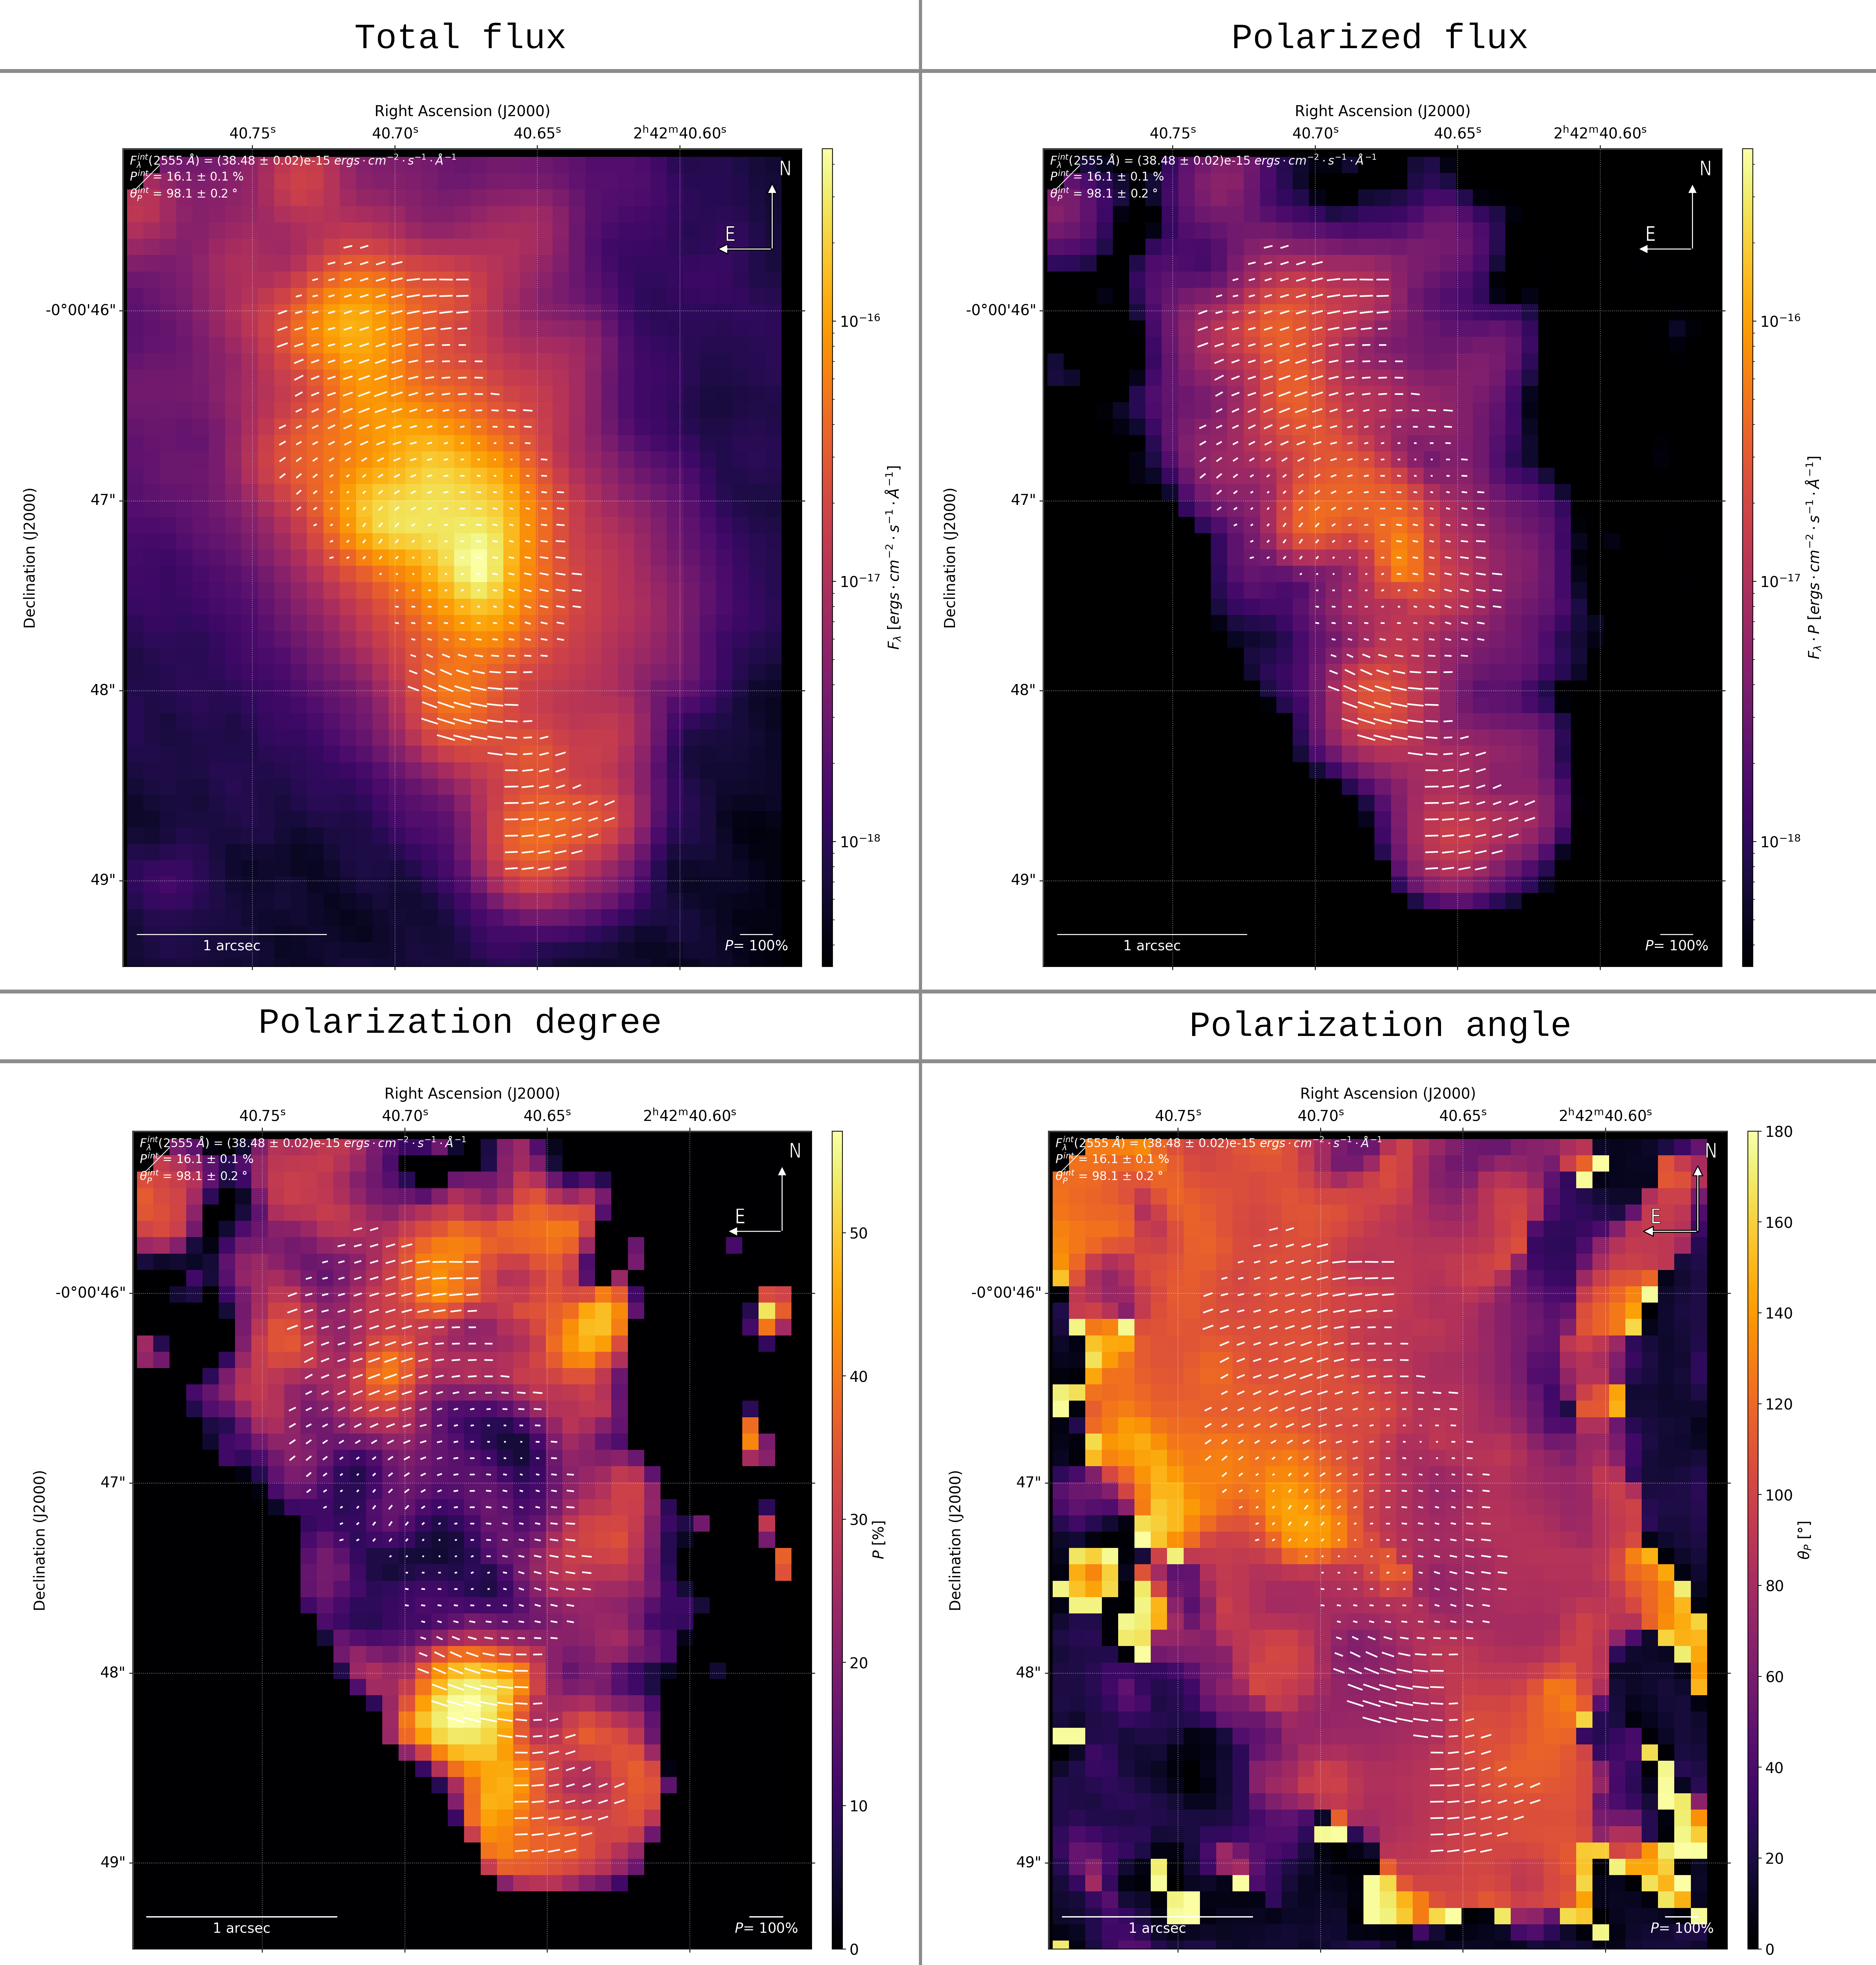 Total flux
Polarized flux
Right Ascension (J2000)
40.75s 40.70s 40.65s 2h42m40.60s
F_λ^int(2555 Å) = (38.48 ± 0.02)e-15 ergs · cm−2 · s−1 · Å−1
P^int = 16.1 ± 0.1 %
θ_P^int = 98.1 ± 0.2 °
N
E
-0°00'46"
47"
48"
49"
Declination (J2000)
1 arcsec
P= 100%
10−16
10−17
10−18
Fλ [ergs · cm−2 · s−1 · Å−1]
Right Ascension (J2000)
40.75s 40.70s 40.65s 2h42m40.60s
F_λ^int(2555 Å) = (38.48 ± 0.02)e-15 ergs · cm−2 · s−1 · Å−1
P^int = 16.1 ± 0.1 %
θ_P^int = 98.1 ± 0.2 °
N
E
-0°00'46"
47"
48"
49"
Declination (J2000)
1 arcsec
P= 100%
10−16
10−17
10−18
Fλ · P [ergs · cm−2 · s−1 · Å−1]
Polarization degree
Polarization angle
Right Ascension (J2000)
40.75s 40.70s 40.65s 2h42m40.60s
F_λ^int(2555 Å) = (38.48 ± 0.02)e-15 ergs · cm−2 · s−1 · Å−1
P^int = 16.1 ± 0.1 %
θ_P^int = 98.1 ± 0.2 °
N
E
-0°00'46"
47"
48"
49"
Declination (J2000)
1 arcsec
P= 100%
50
40
30
20
10
0
P [%]
Right Ascension (J2000)
40.75s 40.70s 40.65s 2h42m40.60s
F_λ^int(2555 Å) = (38.48 ± 0.02)e-15 ergs · cm−2 · s−1 · Å−1
P^int = 16.1 ± 0.1 %
θ_P^int = 98.1 ± 0.2 °
N
E
-0°00'46"
47"
48"
49"
Declination (J2000)
1 arcsec
P= 100%
180
160
140
120
100
80
60
40
20
0
θP [°]